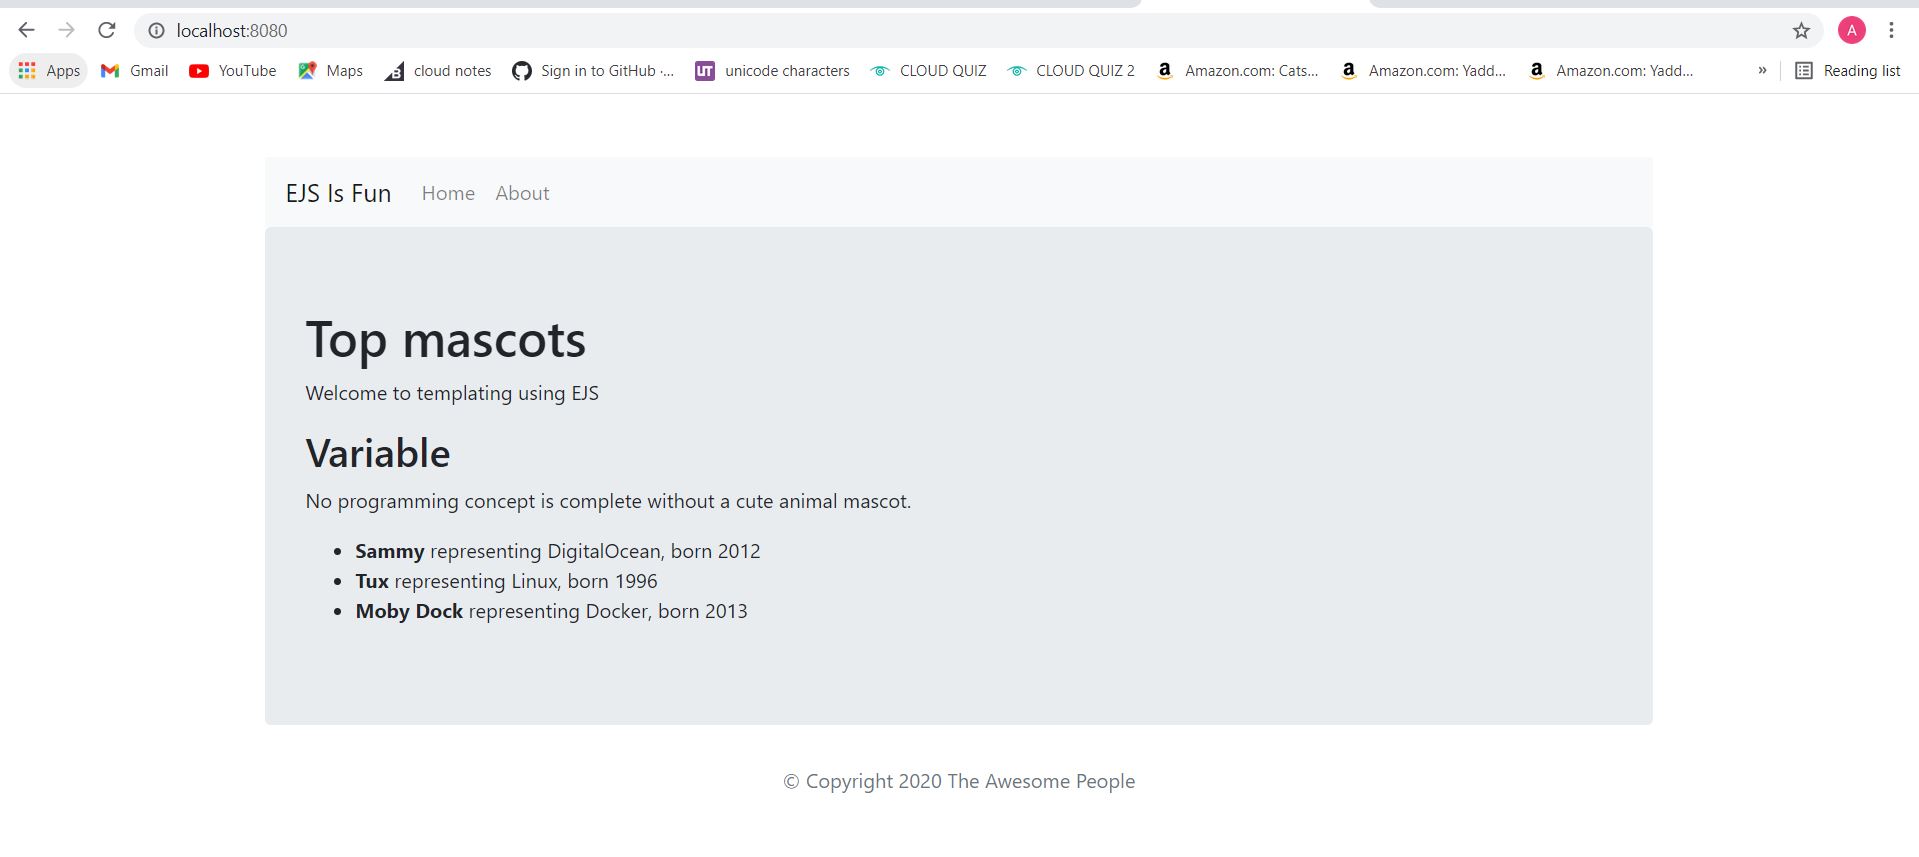 localhost:8080
A
Apps Gmail YouTube Maps cloud notes Sign in to GitHub ·... UT unicode characters CLOUD QUIZ CLOUD QUIZ 2 a Amazon.com: Cats... a Amazon.com: Yadd... a Amazon.com: Yadd... » Reading list
EJS Is Fun Home About
Top mascots
Welcome to templating using EJS
Variable
No programming concept is complete without a cute animal mascot.
• Sammy representing DigitalOcean, born 2012
• Tux representing Linux, born 1996
• Moby Dock representing Docker, born 2013
© Copyright 2020 The Awesome People